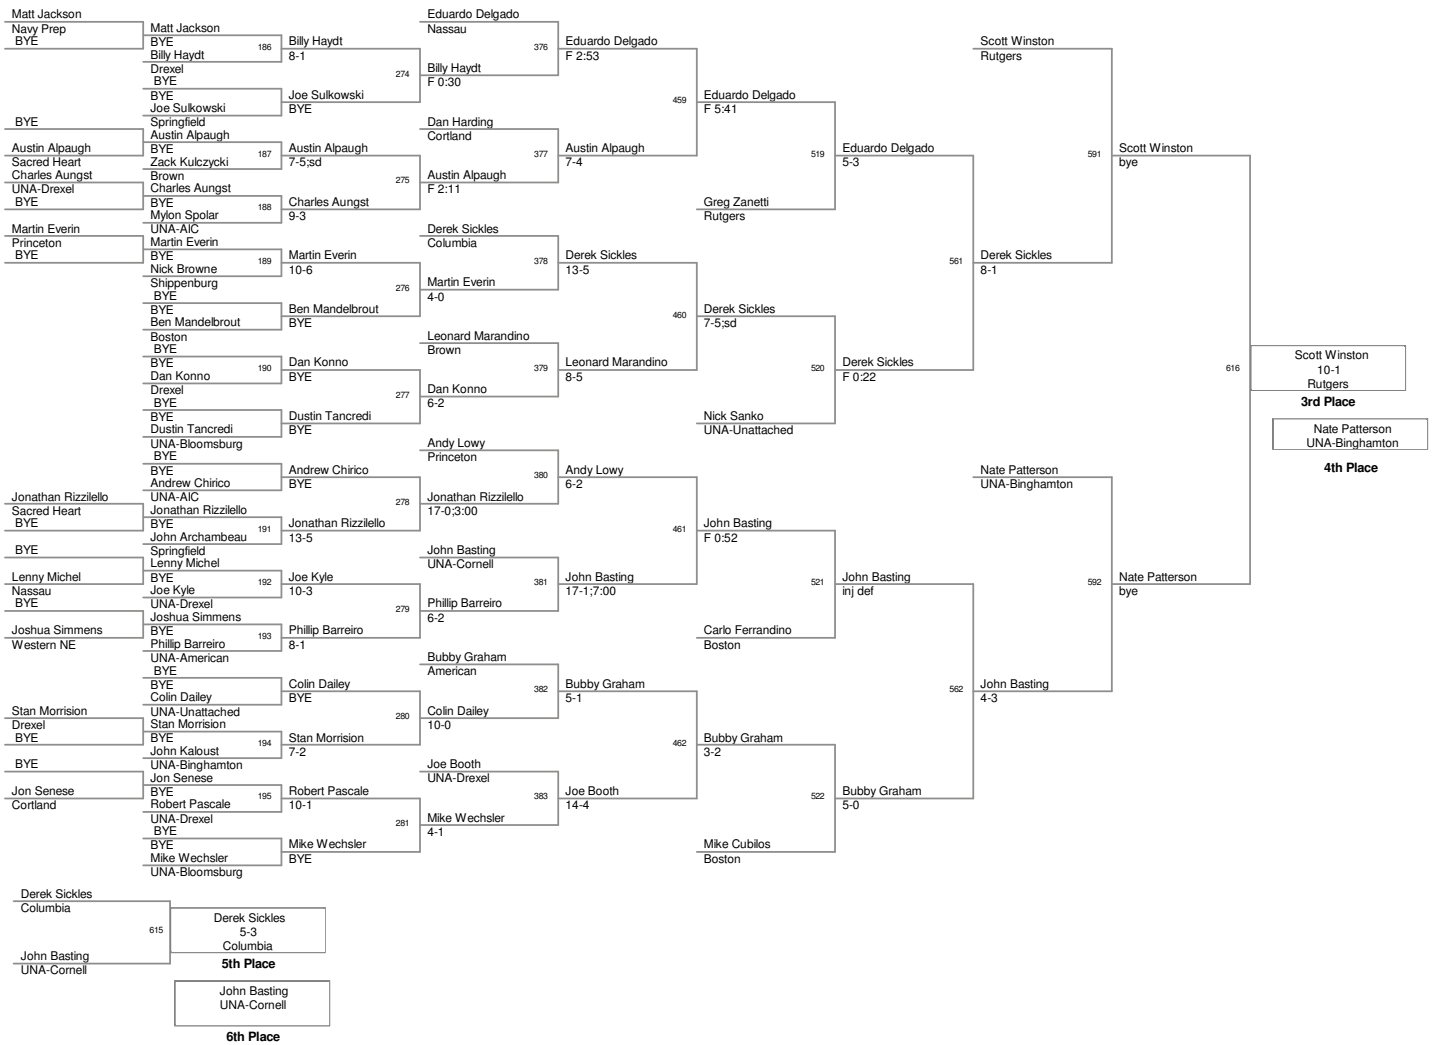 Matt Jackson
Navy Prep
BYE
BYE
Austin Alpaugh
Sacred Heart
Charles Aungst
UNA-Drexel
BYE
Martin Everin
Princeton
BYE
Jonathan Rizzilello
Sacred Heart
BYE
BYE
Lenny Michel
Nassau
BYE
Joshua Simmens
Western NE
Stan Morrision
Drexel
BYE
BYE
Jon Senese
Cortland
Matt Jackson
BYE
186
Billy Haydt
Drexel
BYE
BYE
Joe Sulkowski
Springfield
Austin Alpaugh
BYE
187
Zack Kulczycki
Brown
Charles Aungst
BYE
188
Mylon Spolar
UNA-AIC
Martin Everin
BYE
189
Nick Browne
Shippenburg
BYE
BYE
Ben Mandelbrout
Boston
BYE
BYE
190
Dan Konno
Drexel
BYE
BYE
Dustin Tancredi
UNA-Bloomsburg
BYE
BYE
Andrew Chirico
UNA-AIC
Jonathan Rizzilello
BYE
191
John Archambeau
Springfield
Lenny Michel
BYE
192
Joe Kyle
UNA-Drexel
Joshua Simmens
BYE
193
Phillip Barreiro
UNA-American
BYE
BYE
Colin Dailey
UNA-Unattached
Stan Morrision
BYE
194
John Kaloust
UNA-Binghamton
Jon Senese
BYE
195
Robert Pascale
UNA-Drexel
BYE
BYE
Mike Wechsler
UNA-Bloomsburg
Billy Haydt
8-1
274
Joe Sulkowski
BYE
Austin Alpaugh
7-5;sd
275
Charles Aungst
9-3
Martin Everin
10-6
276
Ben Mandelbrout
BYE
Dan Konno
BYE
277
Dustin Tancredi
BYE
Andrew Chirico
BYE
278
Jonathan Rizzilello
13-5
Joe Kyle
10-3
279
Phillip Barreiro
8-1
Colin Dailey
BYE
280
Stan Morrision
7-2
Robert Pascale
10-1
281
Mike Wechsler
BYE
Eduardo Delgado
Nassau
376
Billy Haydt
F 0:30
Dan Harding
Cortland
377
Austin Alpaugh
F 2:11
Derek Sickles
Columbia
378
Martin Everin
4-0
Leonard Marandino
Brown
379
Dan Konno
6-2
Andy Lowy
Princeton
380
Jonathan Rizzilello
17-0;3:00
John Basting
UNA-Cornell
381
Phillip Barreiro
6-2
Bubby Graham
American
382
Colin Dailey
10-0
Joe Booth
UNA-Drexel
383
Mike Wechsler
4-1
Eduardo Delgado
F 2:53
459
Austin Alpaugh
7-4
Derek Sickles
13-5
460
Leonard Marandino
8-5
Andy Lowy
6-2
461
John Basting
17-1;7:00
Bubby Graham
5-1
462
Joe Booth
14-4
Eduardo Delgado
F 5:41
519
Greg Zanetti
Rutgers
Derek Sickles
7-5;sd
520
Nick Sanko
UNA-Unattached
John Basting
F 0:52
521
Carlo Ferrandino
Boston
Bubby Graham
3-2
522
Mike Cubilos
Boston
Eduardo Delgado
5-3
561
Derek Sickles
F 0:22
John Basting
inj def
562
Bubby Graham
5-0
Scott Winston
Rutgers
591
Derek Sickles
8-1
Nate Patterson
UNA-Binghamton
592
John Basting
4-3
Scott Winston
bye
616
Nate Patterson
bye
Scott Winston
10-1
Rutgers
3rd Place
Nate Patterson
UNA-Binghamton
4th Place
Derek Sickles
Columbia
615
John Basting
UNA-Cornell
Derek Sickles
5-3
Columbia
5th Place
John Basting
UNA-Cornell
6th Place